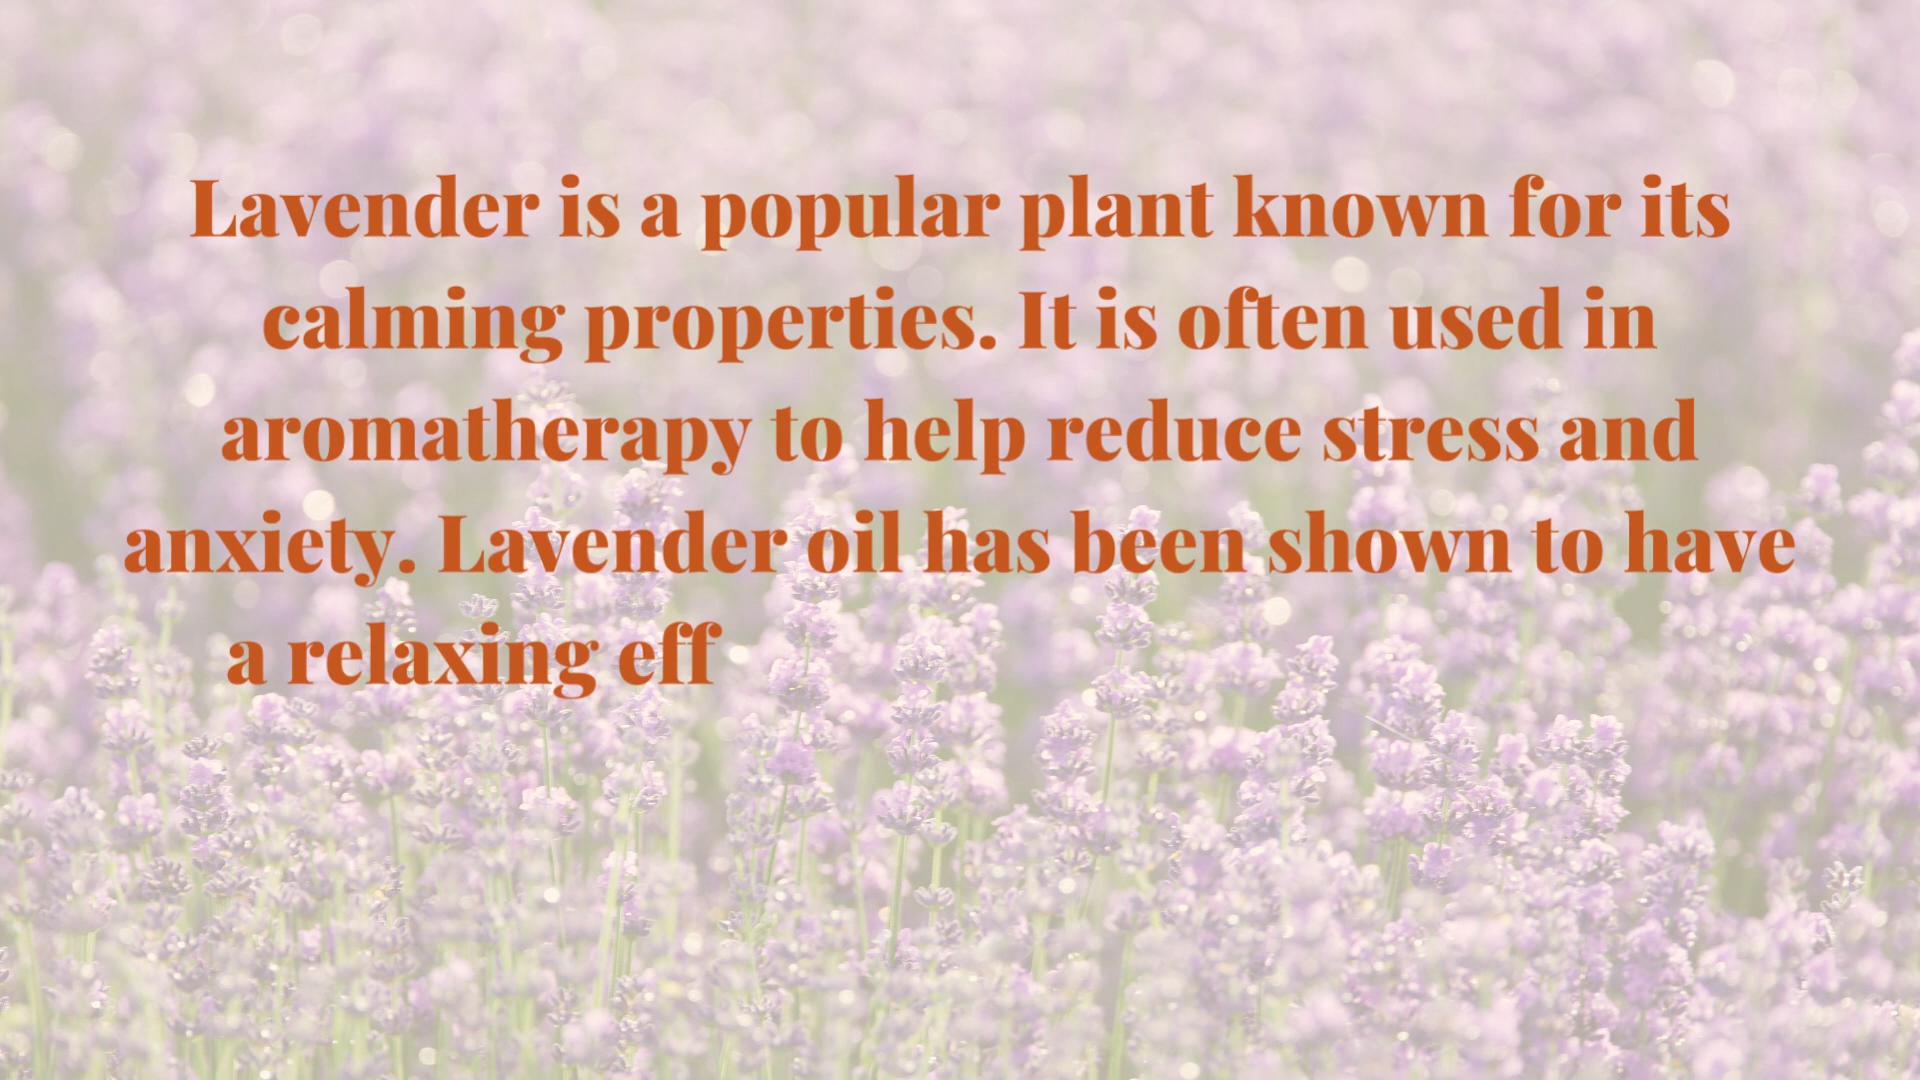 Lavender is a popular plant known for its
calming properties. It is often used in
aromatherapy to help reduce stress and
anxiety. Lavender oil has been shown to have
a relaxing eff